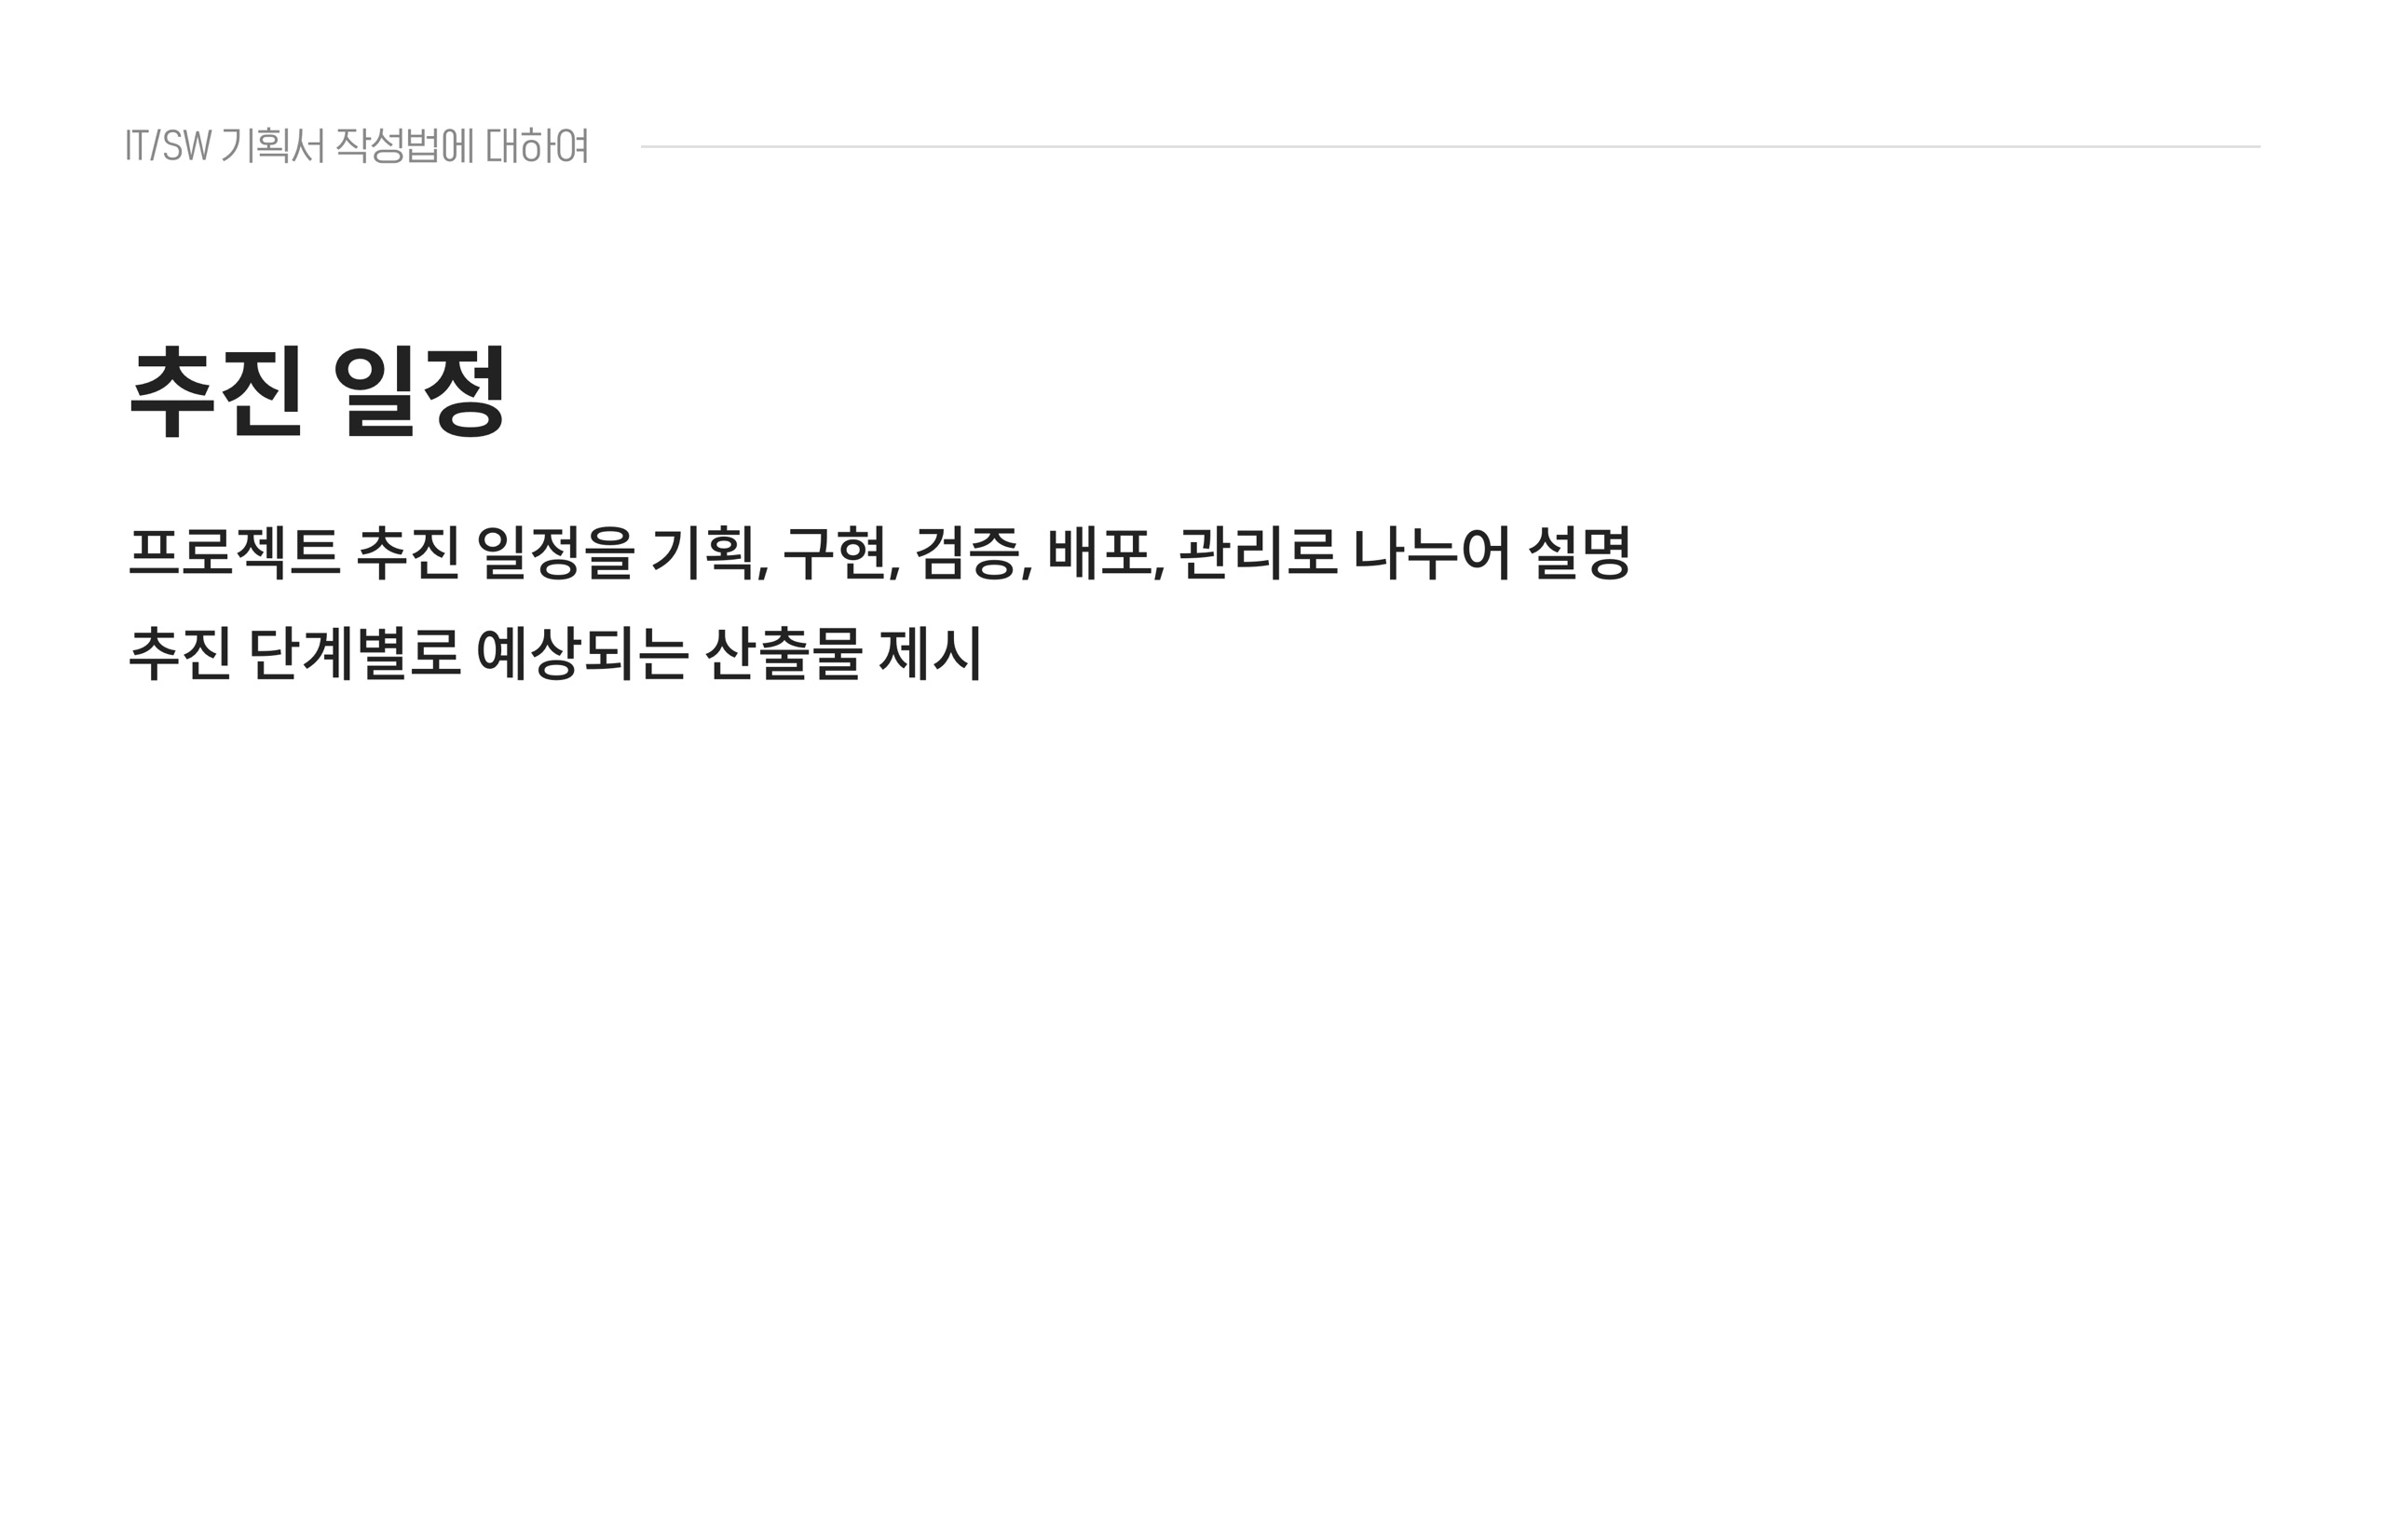 IT/SW 기획서 작성법에 대하여
추진 일정
프로젝트 추진 일정을 기획, 구현, 검증, 배포, 관리로 나누어 설명
추진 단계별로 예상되는 산출물 제시